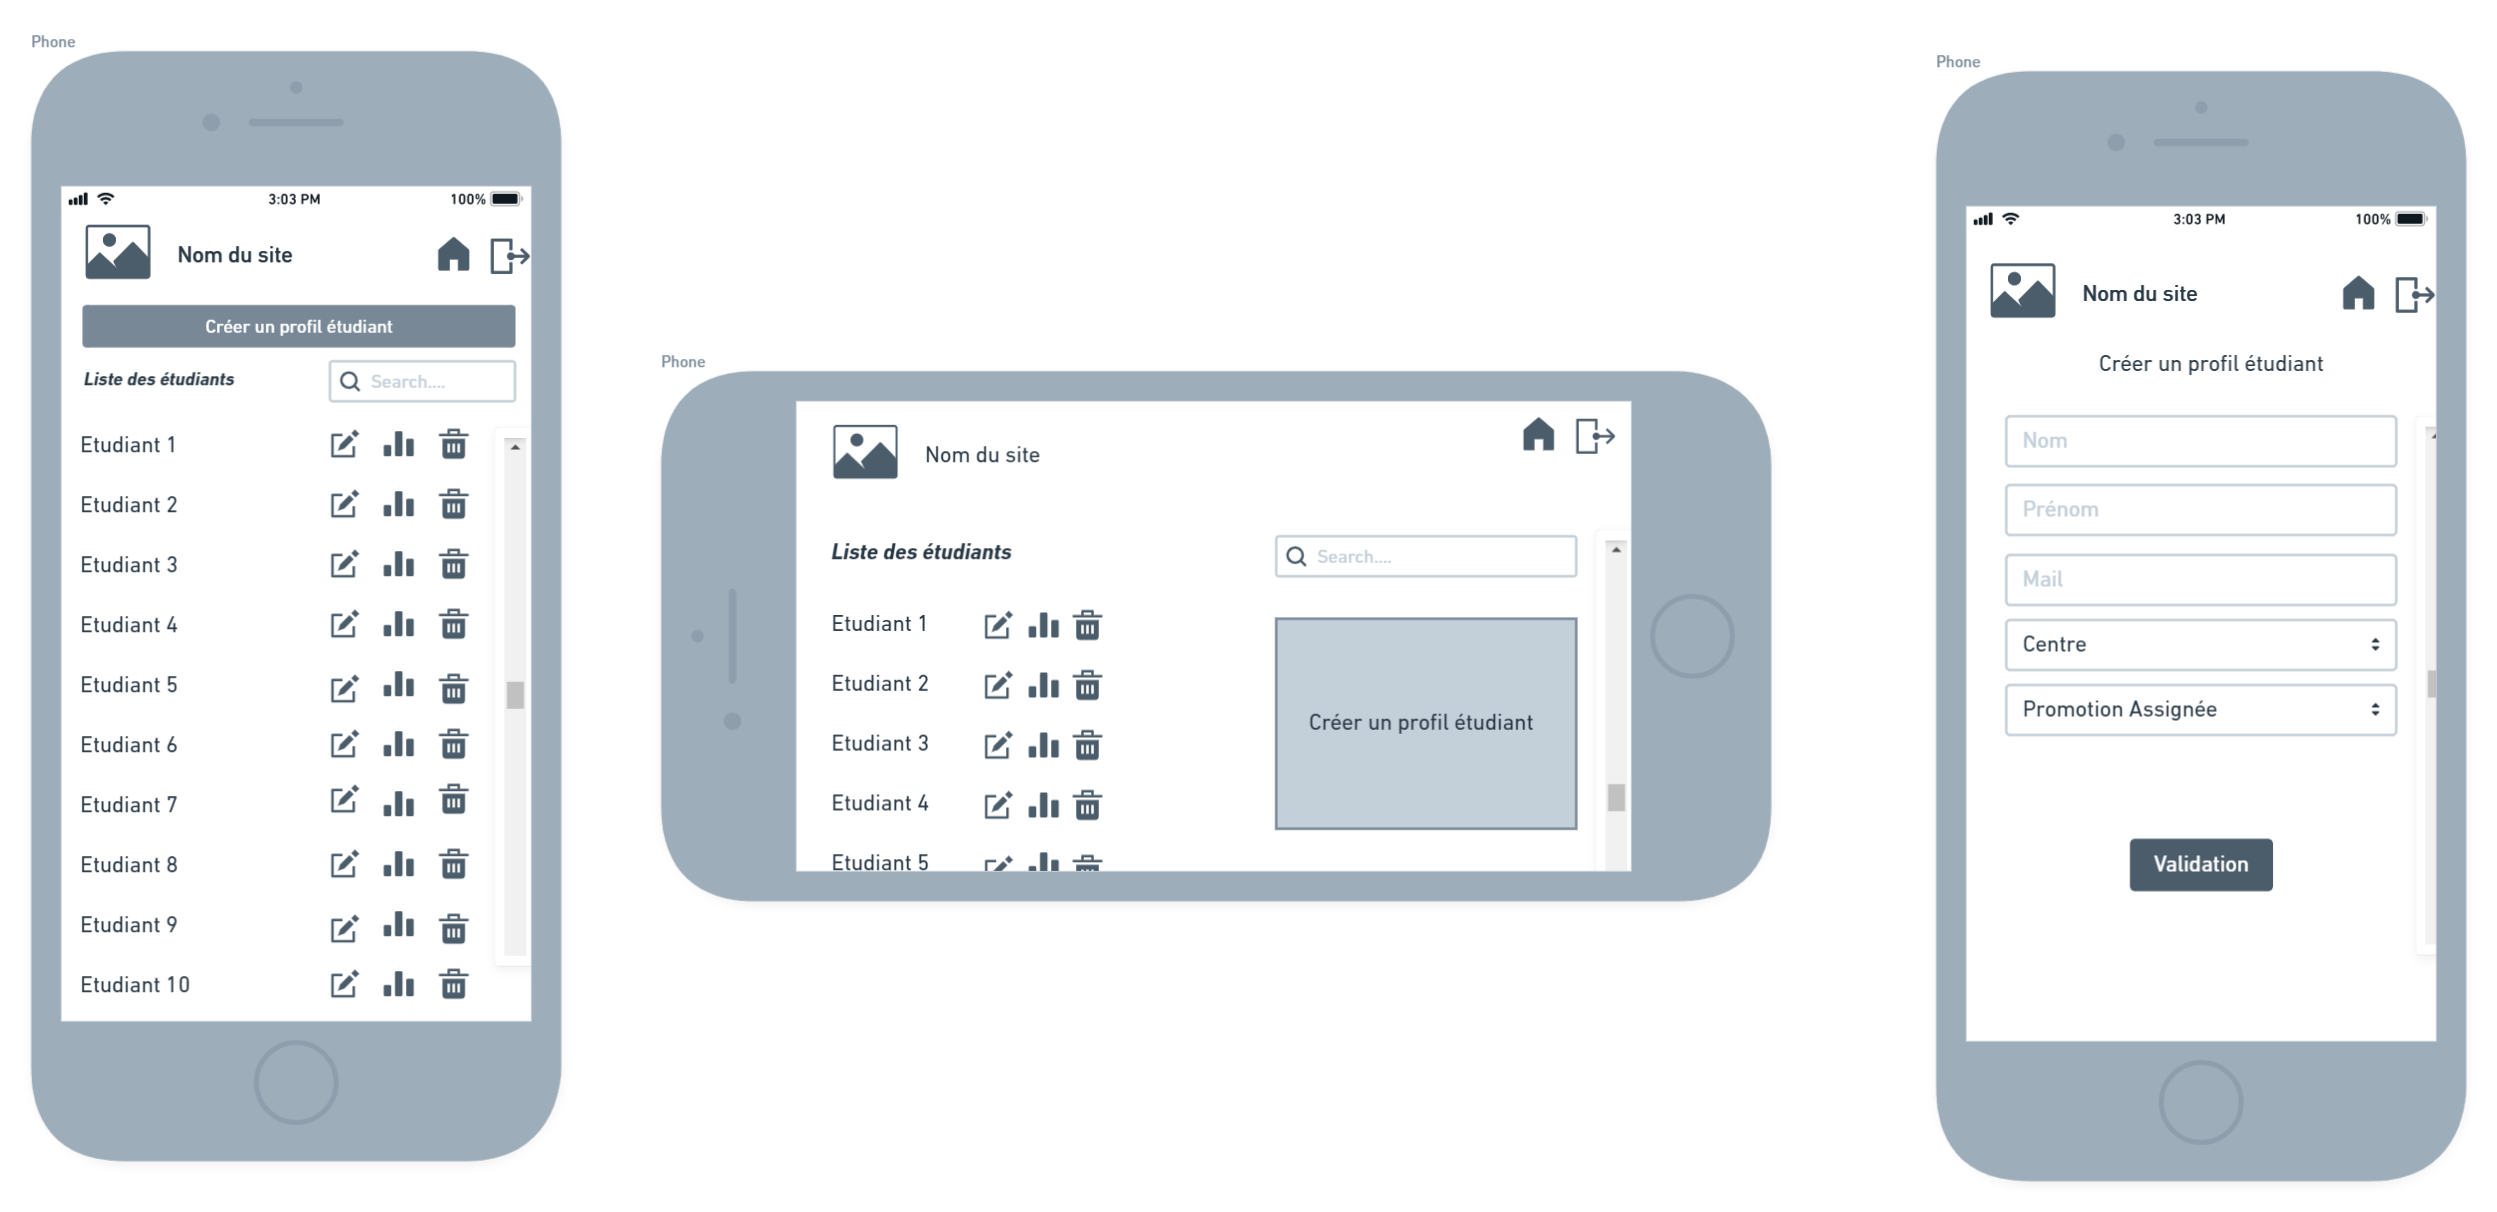 Phone
3:03 PM
100%
Nom du site
Créer un profil étudiant
Liste des étudiants
Search....
Etudiant 1
Etudiant 2
Etudiant 3
Etudiant 4
Etudiant 5
Etudiant 6
Etudiant 7
Etudiant 8
Etudiant 9
Etudiant 10
Phone
Nom du site
Liste des étudiants
Search....
Etudiant 1
Etudiant 2
Etudiant 3
Etudiant 4
Etudiant 5
Créer un profil étudiant
Phone
3:03 PM
100%
Nom du site
Créer un profil étudiant
Nom
Prénom
Mail
Centre
Promotion Assignée
Validation